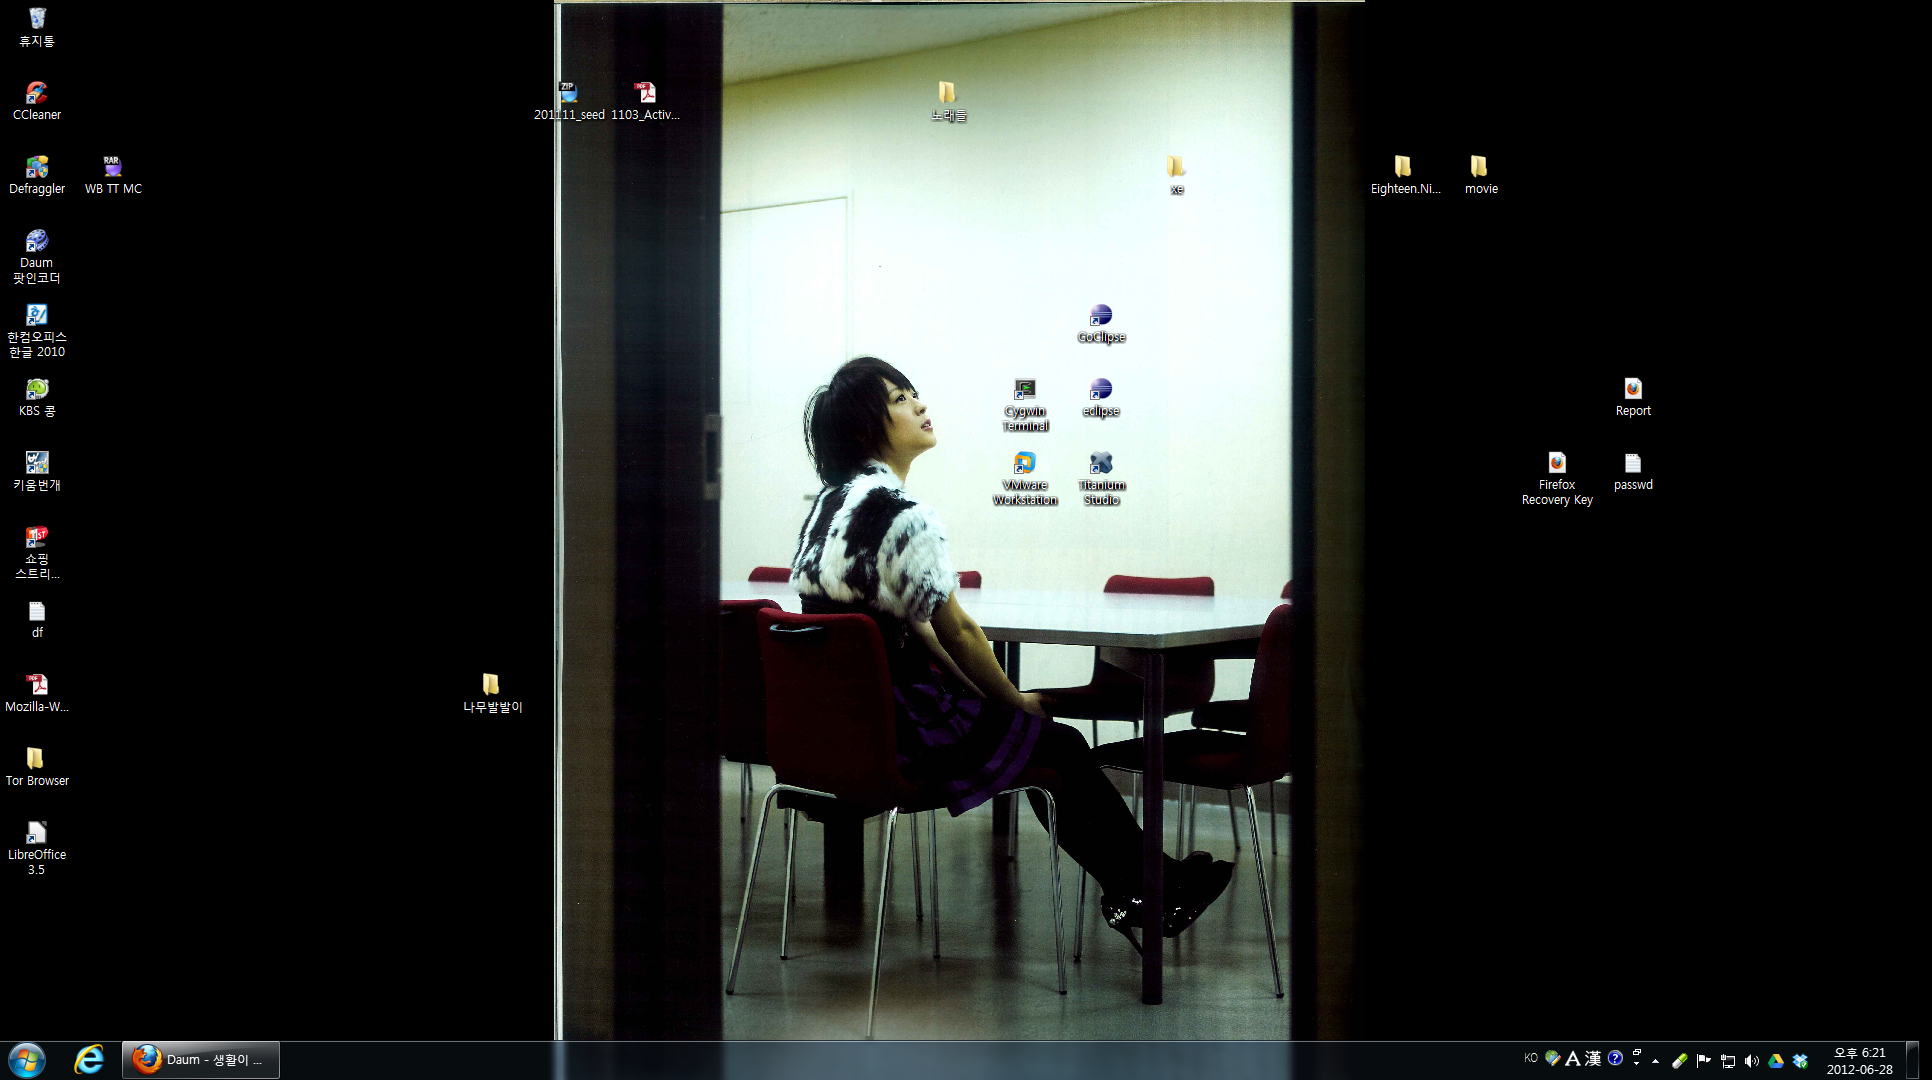 휴지통
CCleaner
201111_seed
1103_Activ...
노래들
Defraggler
WB TT MC
xe
Eighteen.Ni...
movie
Daum
팟인코더
한컴오피스
한글 2010
GoClipse
KBS 콩
Cygwin
Terminal
eclipse
Report
키움번개
VMware
Workstation
Titanium
Studio
Firefox
Recovery Key
passwd
쇼핑
스트리...
df
Mozilla-W...
나무발발이
Tor Browser
LibreOffice
3.5
Daum - 생활이 ...
KO
A 漢
오후 6:21
2012-06-28